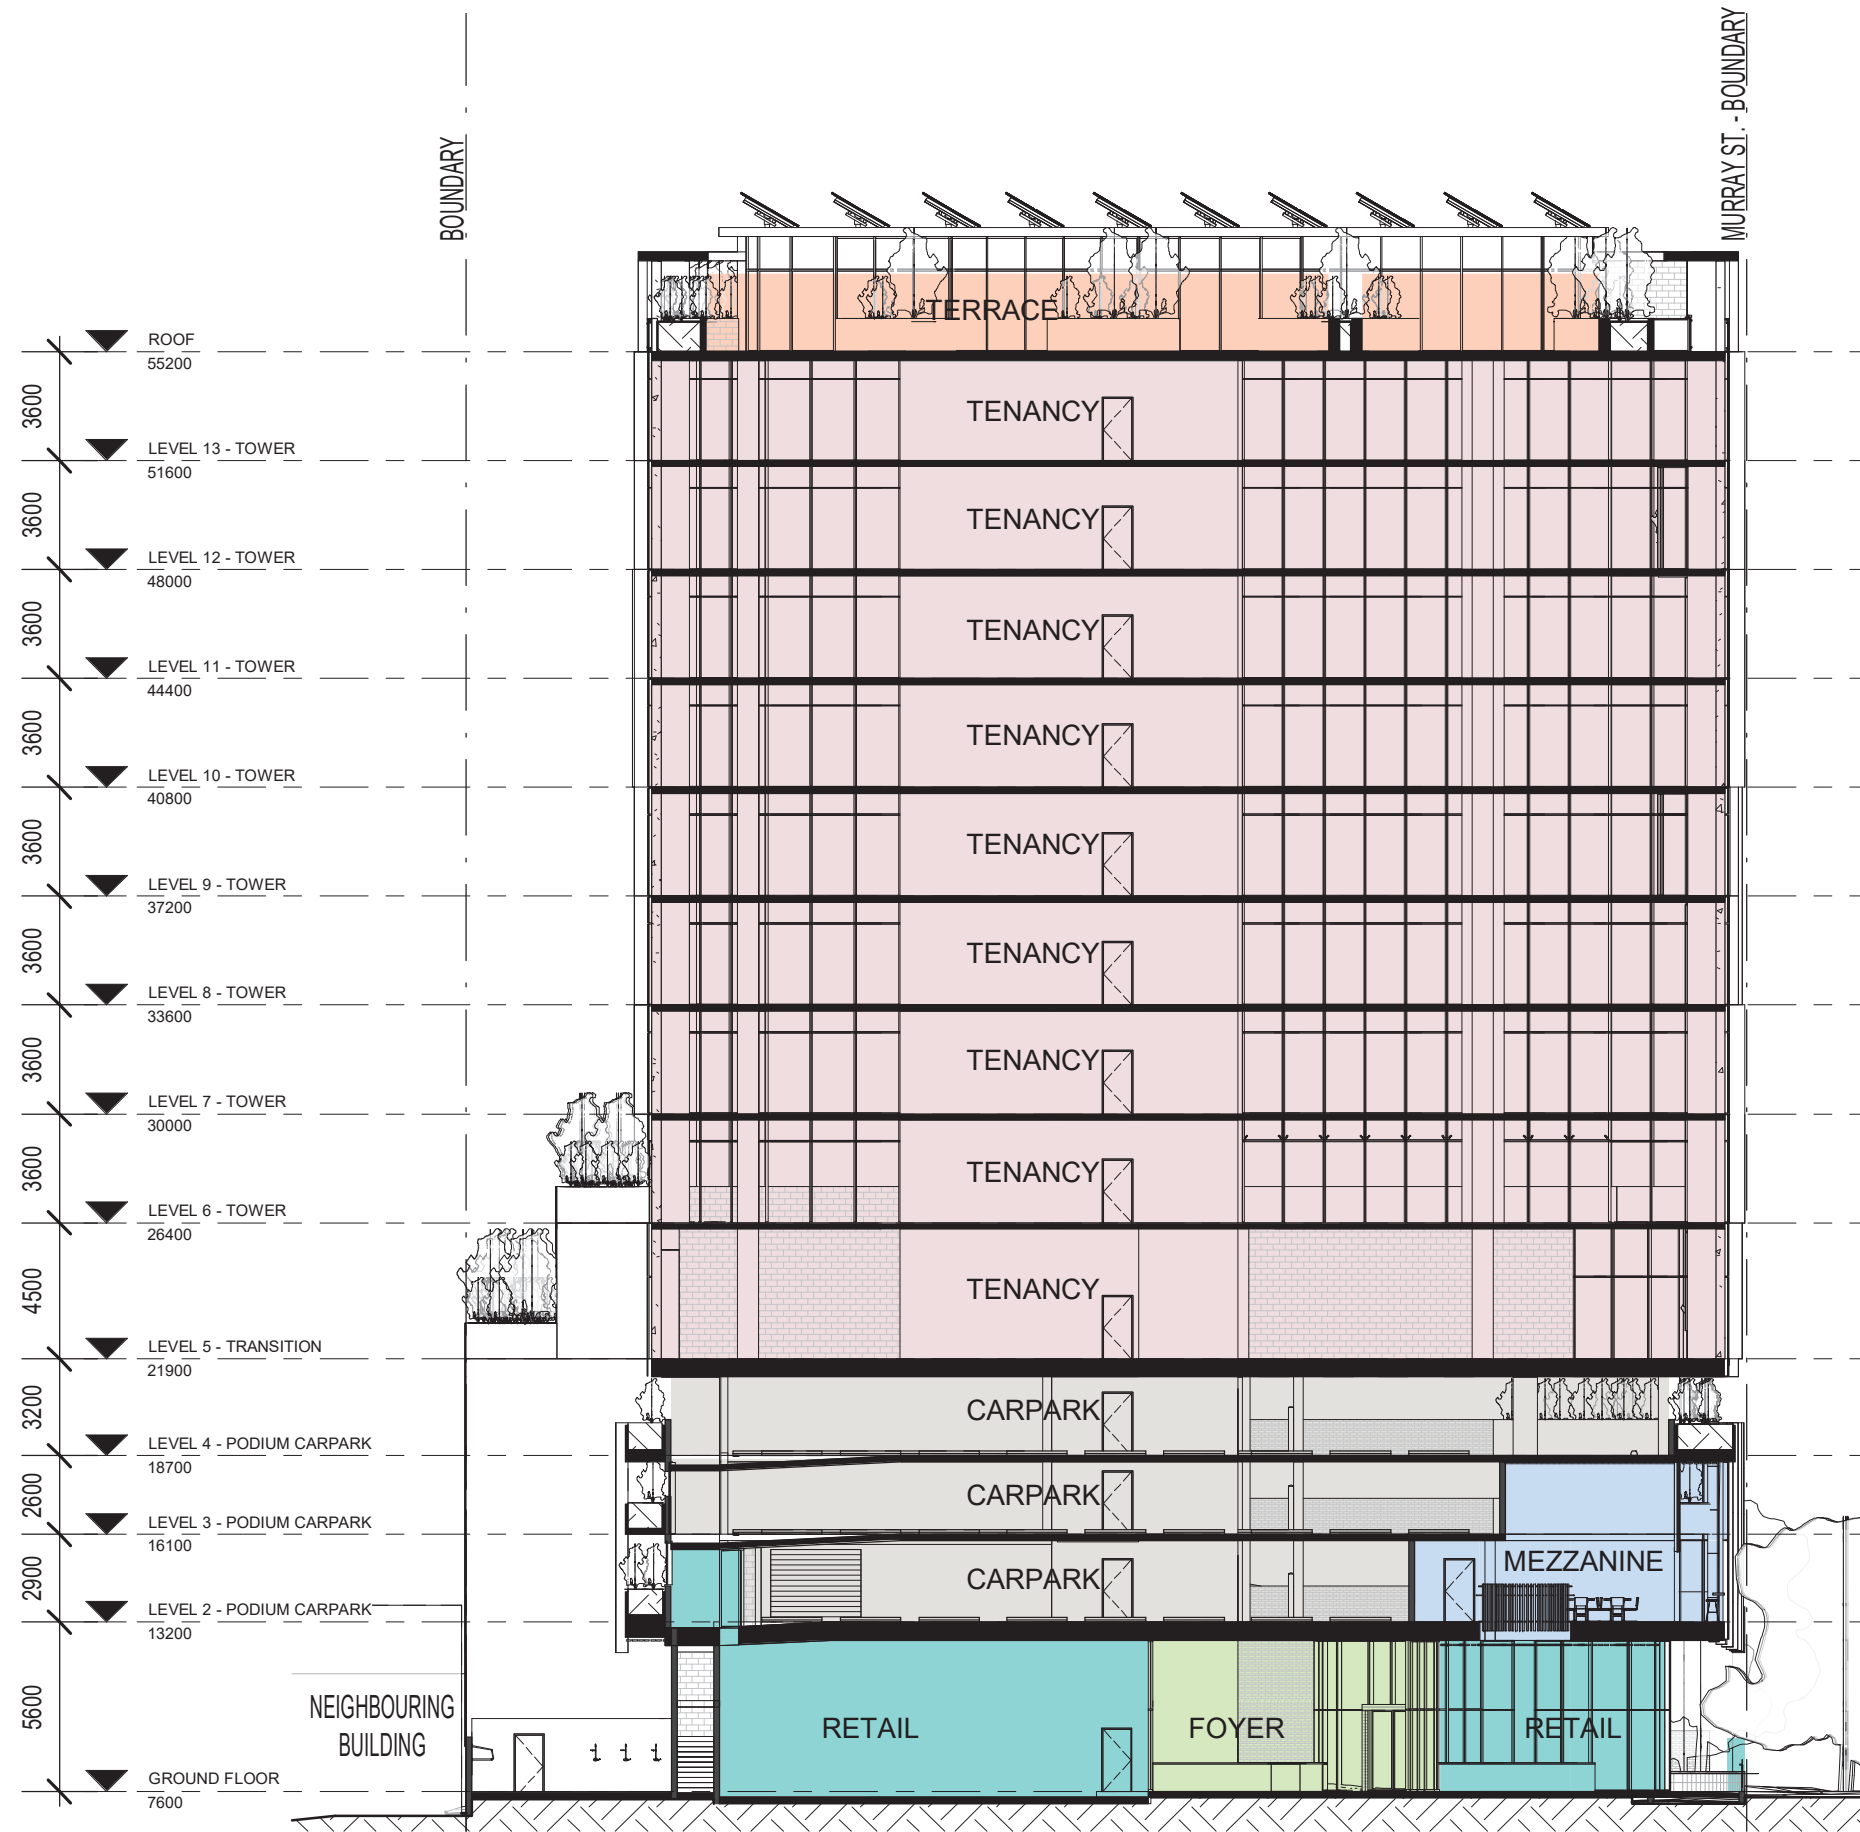 BOUNDARY
MURRAY ST. - BOUNDARY
TERRACE
ROOF
55200
3600
TENANCY
LEVEL 13 - TOWER
51600
3600
TENANCY
LEVEL 12 - TOWER
48000
3600
TENANCY
LEVEL 11 - TOWER
44400
3600
TENANCY
LEVEL 10 - TOWER
40800
3600
TENANCY
LEVEL 9 - TOWER
37200
3600
TENANCY
LEVEL 8 - TOWER
33600
3600
TENANCY
LEVEL 7 - TOWER
30000
3600
TENANCY
LEVEL 6 - TOWER
26400
4500
TENANCY
LEVEL 5 - TRANSITION
21900
3200
CARPARK
LEVEL 4 - PODIUM CARPARK
18700
2600
CARPARK
LEVEL 3 - PODIUM CARPARK
16100
2900
CARPARK
MEZZANINE
LEVEL 2 - PODIUM CARPARK
13200
5600
NEIGHBOURING
BUILDING
RETAIL
FOYER
RETAIL
GROUND FLOOR
7600